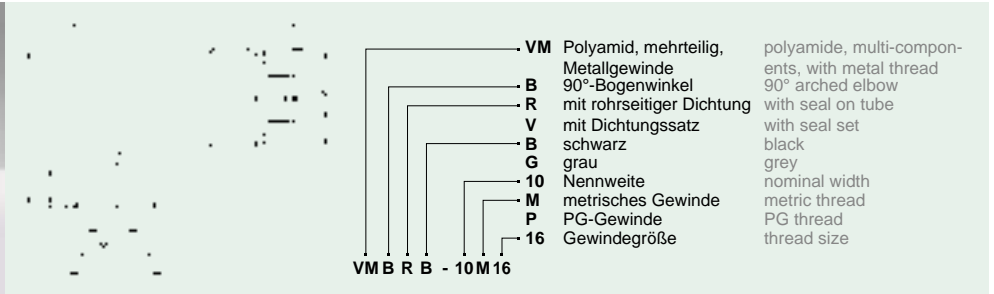 VM Polyamid, mehrteilig, polyamide, multi-compon-
Metallgewinde ents, with metal thread
B 90°-Bogenwinkel 90° arched elbow
R mit rohrseitiger Dichtung with seal on tube
V mit Dichtungssatz with seal set
B schwarz black
G grau grey
10 Nennweite nominal width
M metrisches Gewinde metric thread
P PG-Gewinde PG thread
16 Gewindegröße thread size
VM B R B - 10 M 16